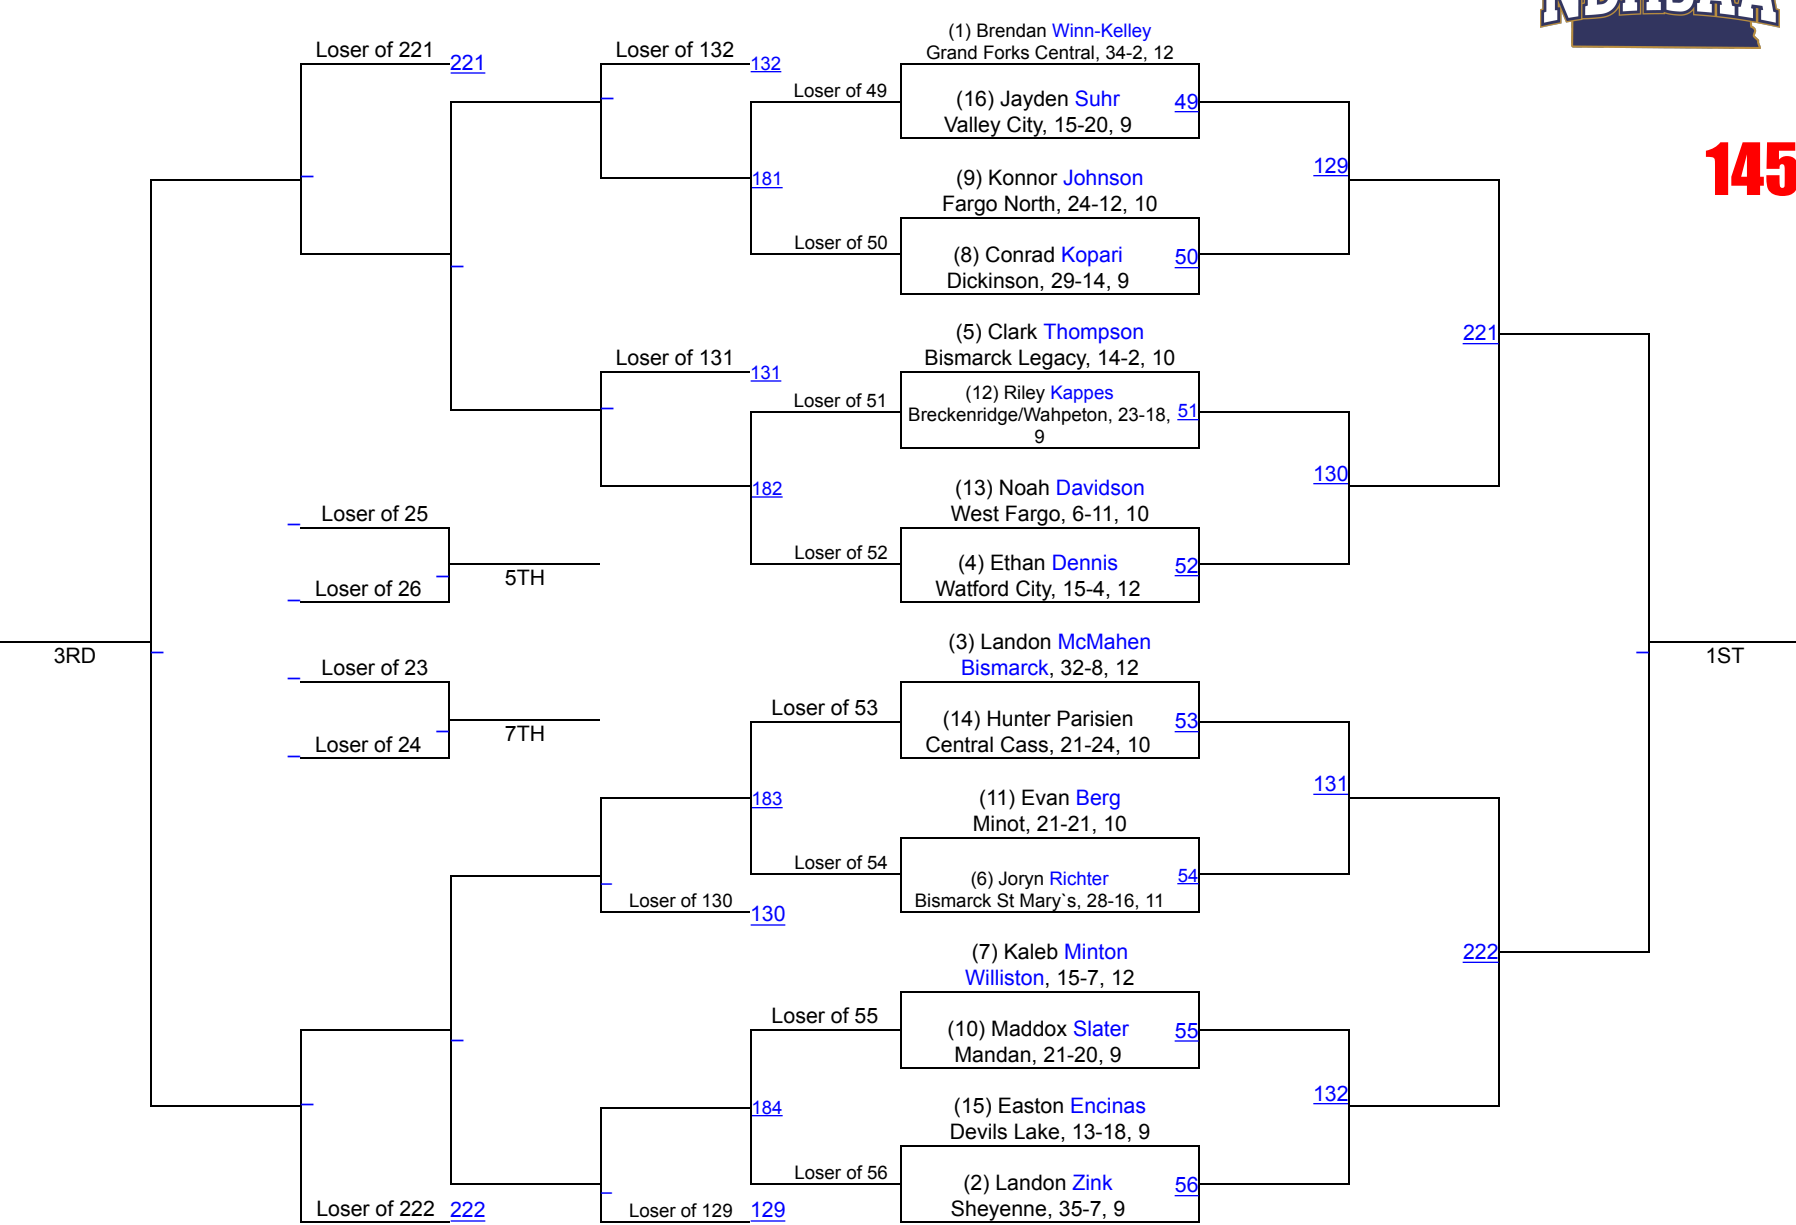 NDHSAA
145
(1) Brendan Winn-Kelley
Grand Forks Central, 34-2, 12
Loser of 221 221
Loser of 132 132
Loser of 49
(16) Jayden Suhr 49
Valley City, 15-20, 9
129
181
(9) Konnor Johnson
Fargo North, 24-12, 10
Loser of 50
(8) Conrad Kopari 50
Dickinson, 29-14, 9
221
(5) Clark Thompson
Bismarck Legacy, 14-2, 10
Loser of 131 131
Loser of 51
(12) Riley Kappes
Breckenridge/Wahpeton, 23-18, 51
9
130
182
(13) Noah Davidson
West Fargo, 6-11, 10
Loser of 25
Loser of 52
(4) Ethan Dennis 52
Watford City, 15-4, 12
5TH
Loser of 26
3RD
1ST
(3) Landon McMahen
Bismarck, 32-8, 12
Loser of 23
Loser of 53
(14) Hunter Parisien 53
Central Cass, 21-24, 10
7TH
Loser of 24
131
183
(11) Evan Berg
Minot, 21-21, 10
Loser of 54
(6) Joryn Richter 54
Bismarck St Mary`s, 28-16, 11
Loser of 130 130
222
(7) Kaleb Minton
Williston, 15-7, 12
Loser of 55
(10) Maddox Slater 55
Mandan, 21-20, 9
132
184
(15) Easton Encinas
Devils Lake, 13-18, 9
Loser of 56
(2) Landon Zink 56
Sheyenne, 35-7, 9
Loser of 222 222
Loser of 129 129